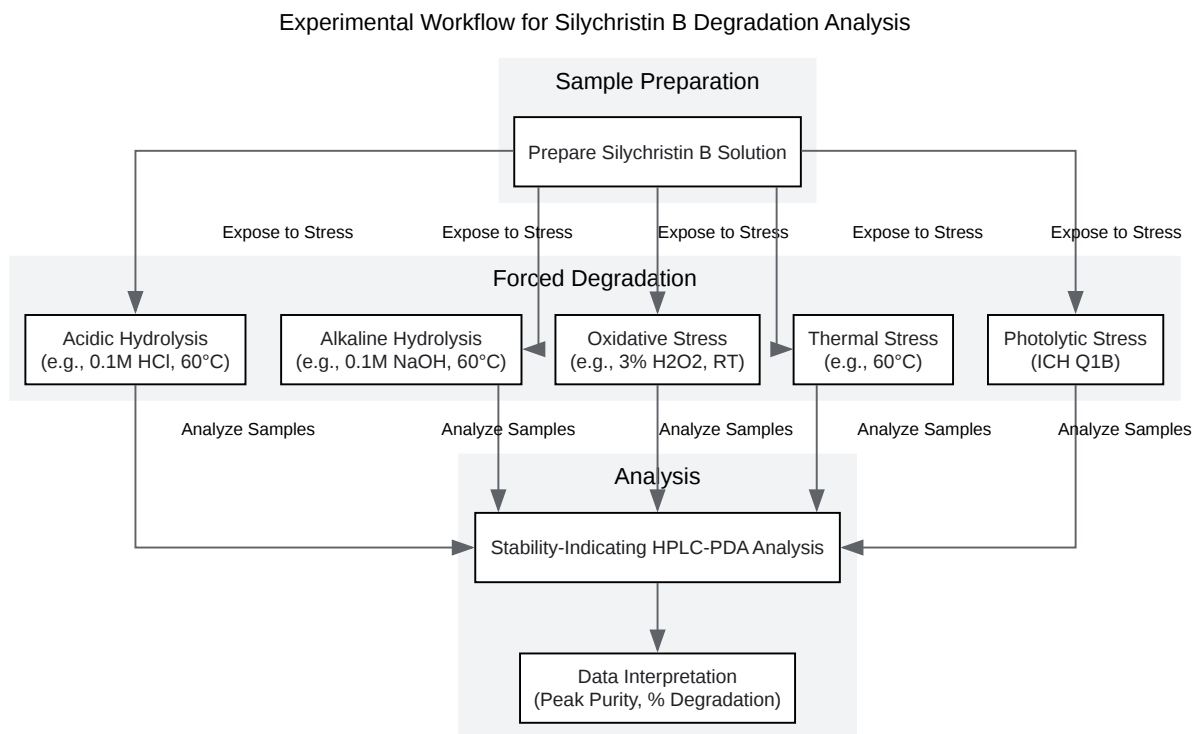 Experimental Workflow for Silychristin B Degradation Analysis
Sample Preparation
Prepare Silychristin B Solution
Expose to Stress
Expose to Stress
Expose to Stress
Expose to Stress
Expose to Stress
Forced Degradation
Acidic Hydrolysis
(e.g., 0.1M HCl, 60°C)
Alkaline Hydrolysis
(e.g., 0.1M NaOH, 60°C)
Oxidative Stress
(e.g., 3% H2O2, RT)
Thermal Stress
(e.g., 60°C)
Photolytic Stress
(ICH Q1B)
Analyze Samples
Analyze Samples
Analyze Samples
Analyze Samples
Analyze Samples
Analysis
Stability-Indicating HPLC-PDA Analysis
Data Interpretation
(Peak Purity, % Degradation)